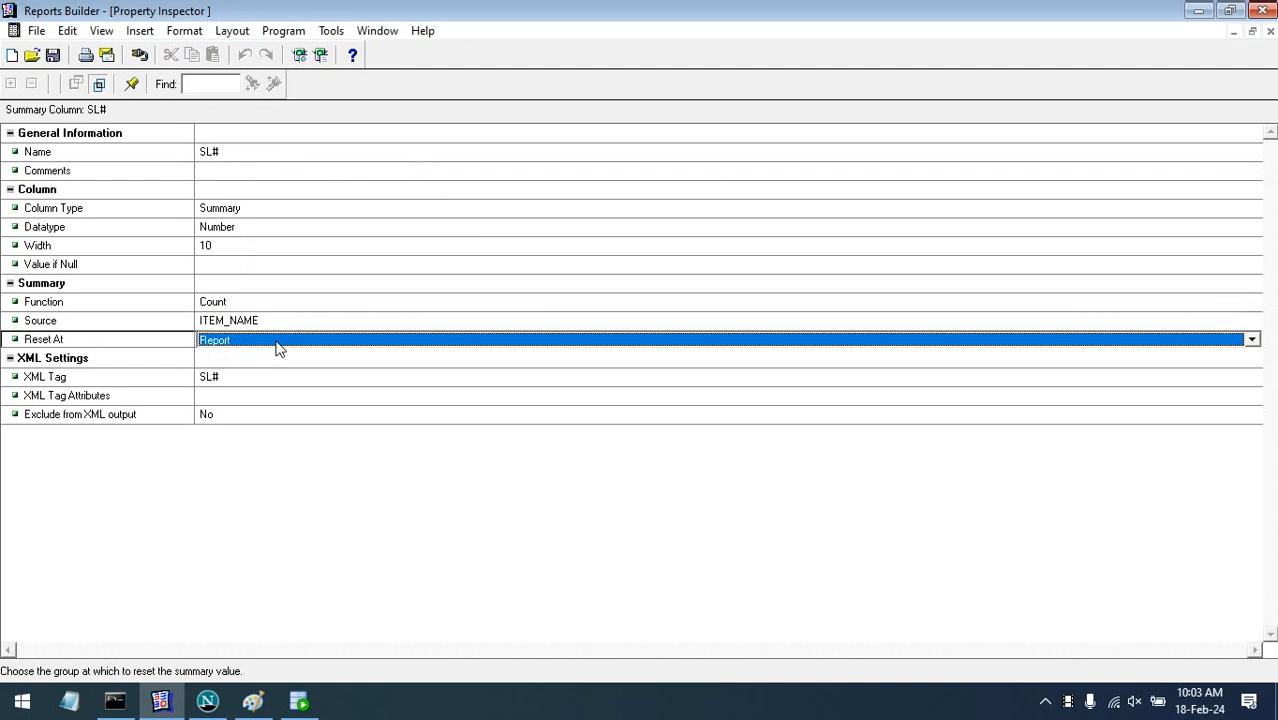 Reports Builder - [Property Inspector ]
File Edit View Insert Format Layout Program Tools Window Help
Find:
Summary Column: SL#
General Information
Name SL#
Comments
Column
Column Type Summary
Datatype Number
Width 10
Value if Null
Summary
Function Count
Source ITEM_NAME
Reset At Report
XML Settings
XML Tag SL#
XML Tag Attributes
Exclude from XML output No
Choose the group at which to reset the summary value.
10:03 AM
18-Feb-24